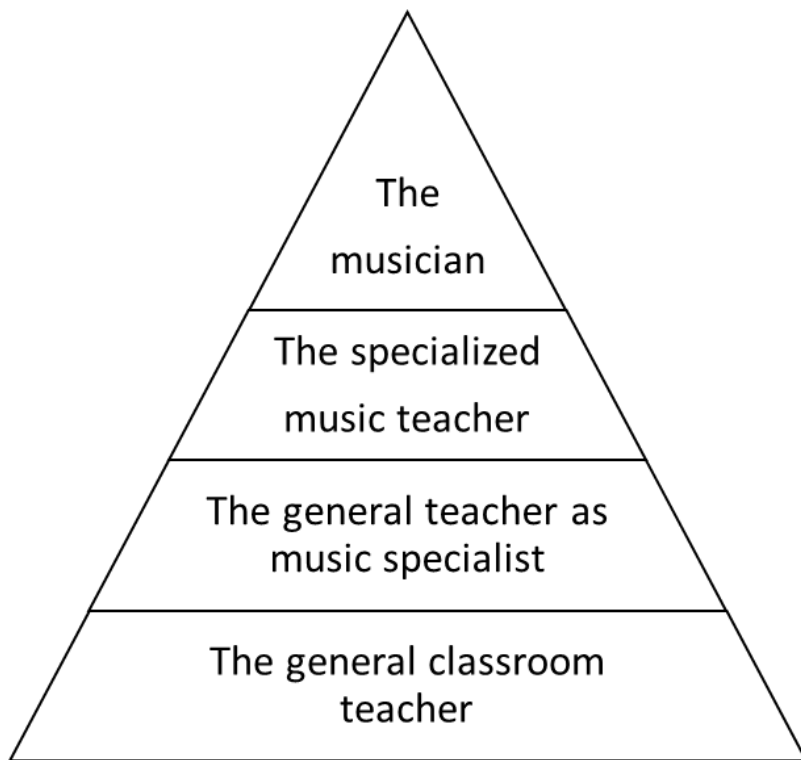 The
musician
The specialized
music teacher
The general teacher as
music specialist
The general classroom
teacher